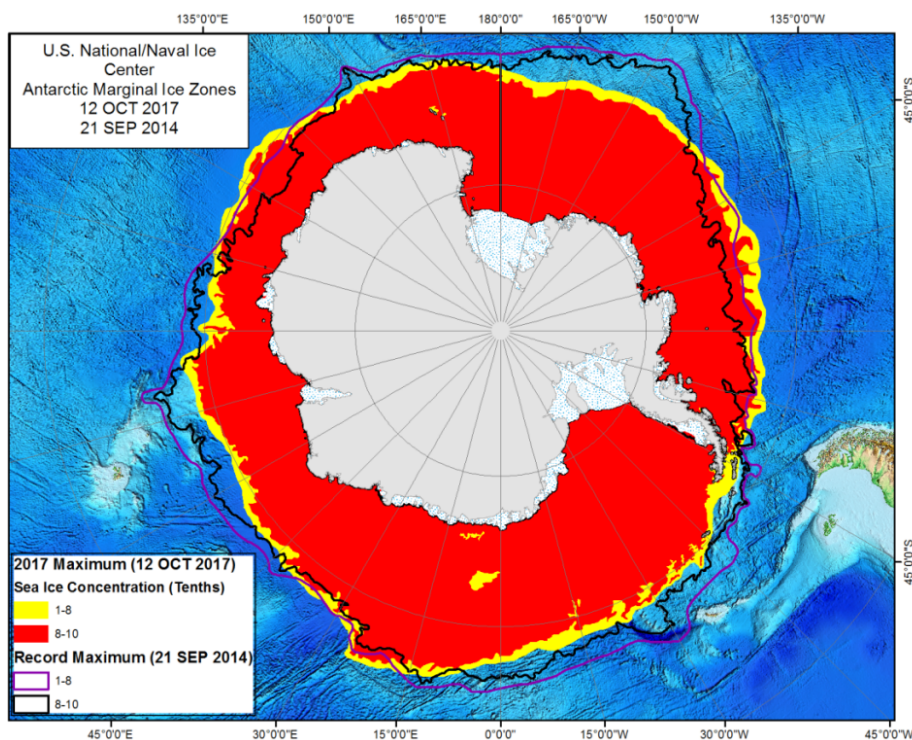 135°0'0"E 150°0'0"E 165°0'0"E 180°0'0" 165°0'0"W 150°0'0"W 135°0'0"W
U.S. National/Naval Ice
Center
Antarctic Marginal Ice Zones
12 OCT 2017
21 SEP 2014
45°0'0"S
45°0'0"S
2017 Maximum (12 OCT 2017)
Sea Ice Concentration (Tenths)
1-8
8-10
Record Maximum (21 SEP 2014)
1-8
8-10
45°0'0"E 30°0'0"E 15°0'0"E 0°0'0" 15°0'0"W 30°0'0"W 45°0'0"W